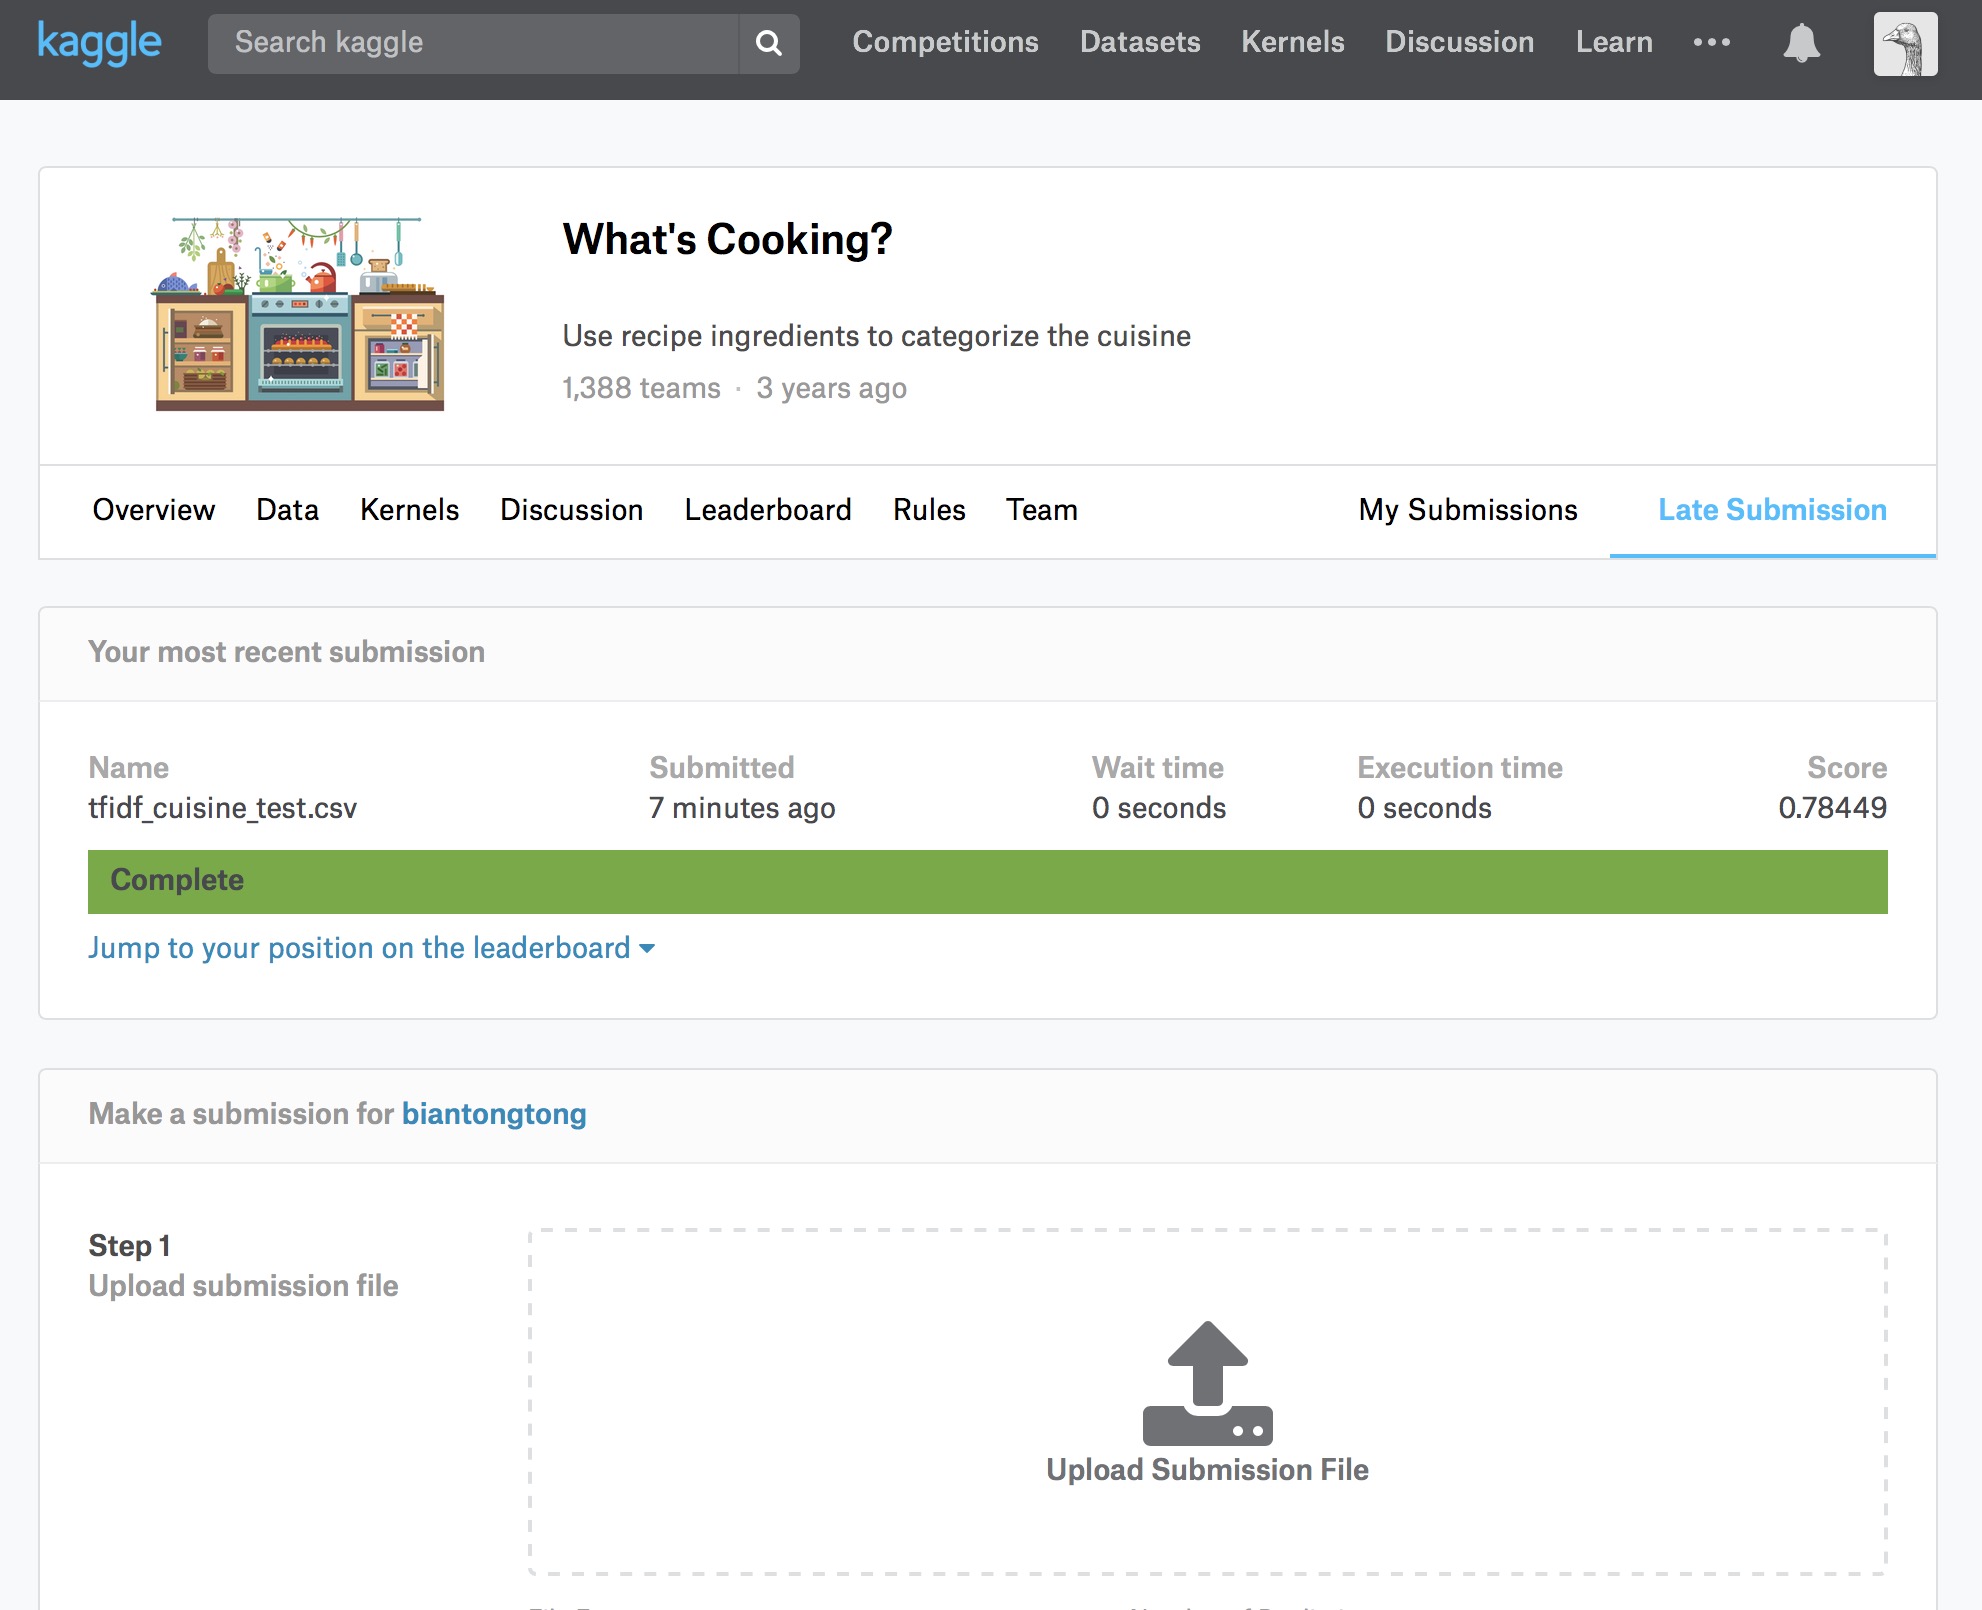 kaggle
Search kaggle
Competitions Datasets Kernels Discussion Learn
What's Cooking?
Use recipe ingredients to categorize the cuisine
1,388 teams · 3 years ago
Overview Data Kernels Discussion Leaderboard Rules Team My Submissions Late Submission
Your most recent submission
Name Submitted Wait time Execution time Score
tfidf_cuisine_test.csv 7 minutes ago 0 seconds 0 seconds 0.78449
Complete
Jump to your position on the leaderboard
Make a submission for biantongtong
Step 1
Upload submission file
Upload Submission File